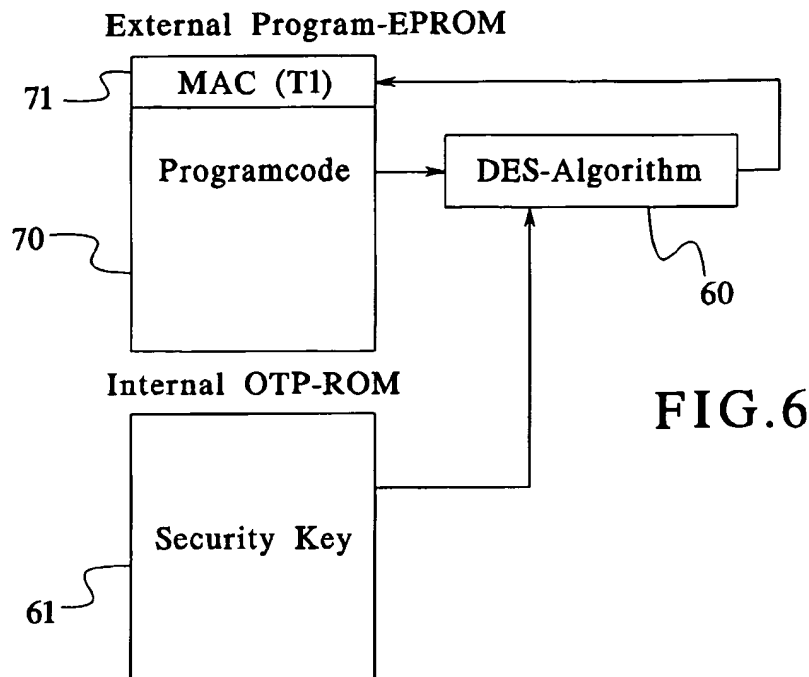 External Program-EPROM
71
MAC (T1)
Programcode
DES-Algorithm
70
60
Internal OTP-ROM
FIG.6
Security Key
61